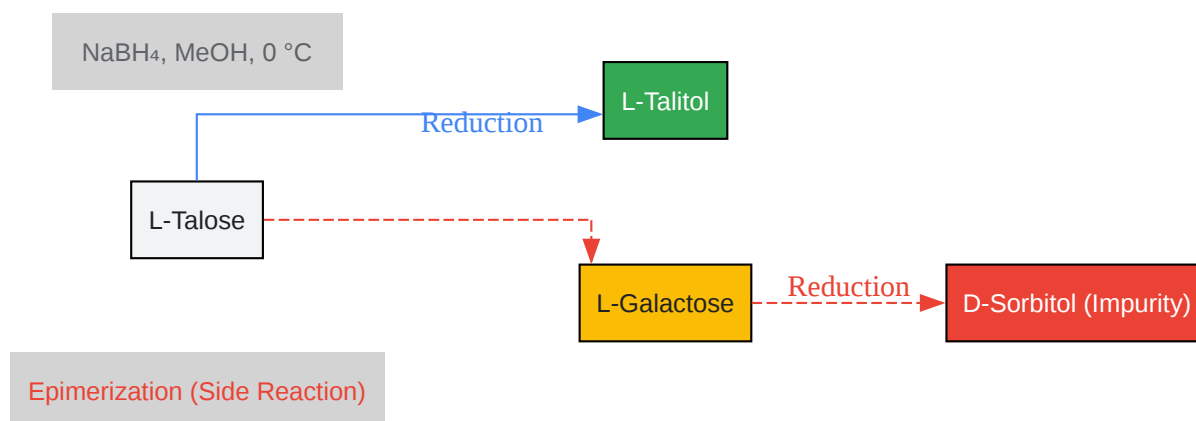 NaBH₄, MeOH, 0 °C
L-Talitol
Reduction
L-Talose
L-Galactose
Reduction
D-Sorbitol (Impurity)
Epimerization (Side Reaction)